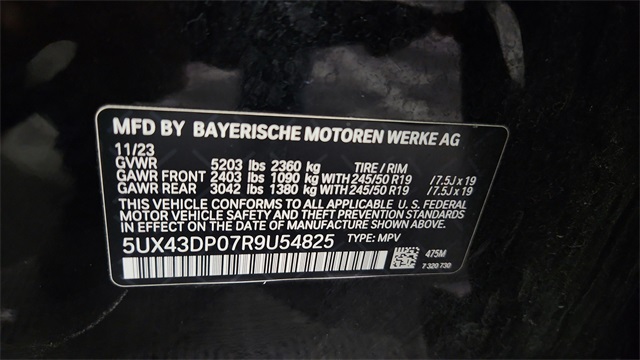 MFD BY BAYERISCHE MOTOREN WERKE AG
11/23
GVWR 5203 lbs 2360 kg TIRE / RIM
GAWR FRONT 2403 lbs 1090 kg WITH 245/50 R19 / 7.5J x 19
GAWR REAR 3042 lbs 1380 kg WITH 245/50 R19 / 7.5J x 19
THIS VEHICLE CONFORMS TO ALL APPLICABLE U. S. FEDERAL
MOTOR VEHICLE SAFETY AND THEFT PREVENTION STANDARDS
IN EFFECT ON THE DATE OF MANUFACTURE SHOWN ABOVE.
5UX43DP07R9U54825 TYPE: MPV
475M
7 320 730